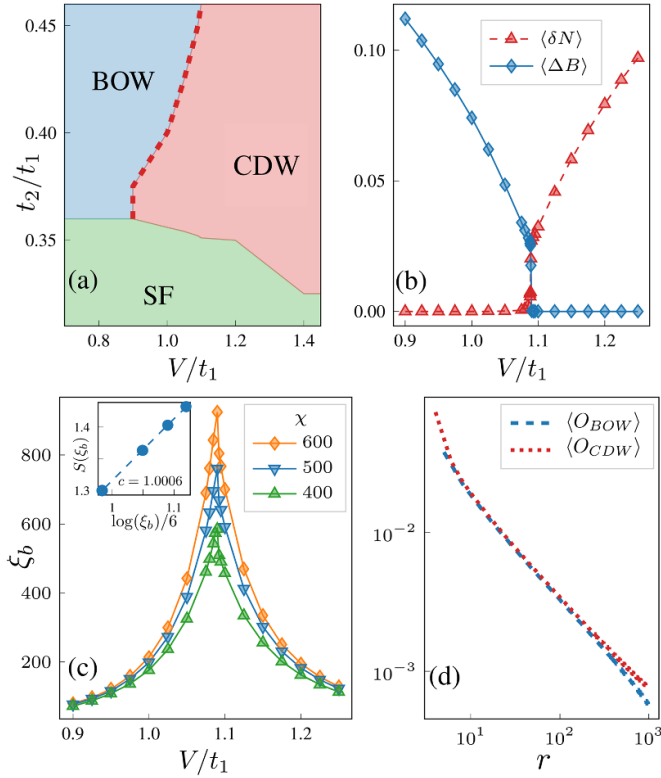 0.45
0.40
0.35
t₂/t₁
BOW
CDW
SF
(a)
0.8 1.0 1.2 1.4
V/t₁
0.10
0.05
0.00
⟨δN⟩
⟨ΔB⟩
(b)
0.9 1.0 1.1 1.2
V/t₁
800
600
400
200
ξ_b
1.4
1.3
S(ξ_b)
c = 1.0006
1 1.1
log(ξ_b)/6
χ
600
500
400
(c)
0.9 1.0 1.1 1.2
V/t₁
⟨O_BOW⟩
⟨O_CDW⟩
10⁻²
10⁻³
(d)
10¹ 10² 10³
r